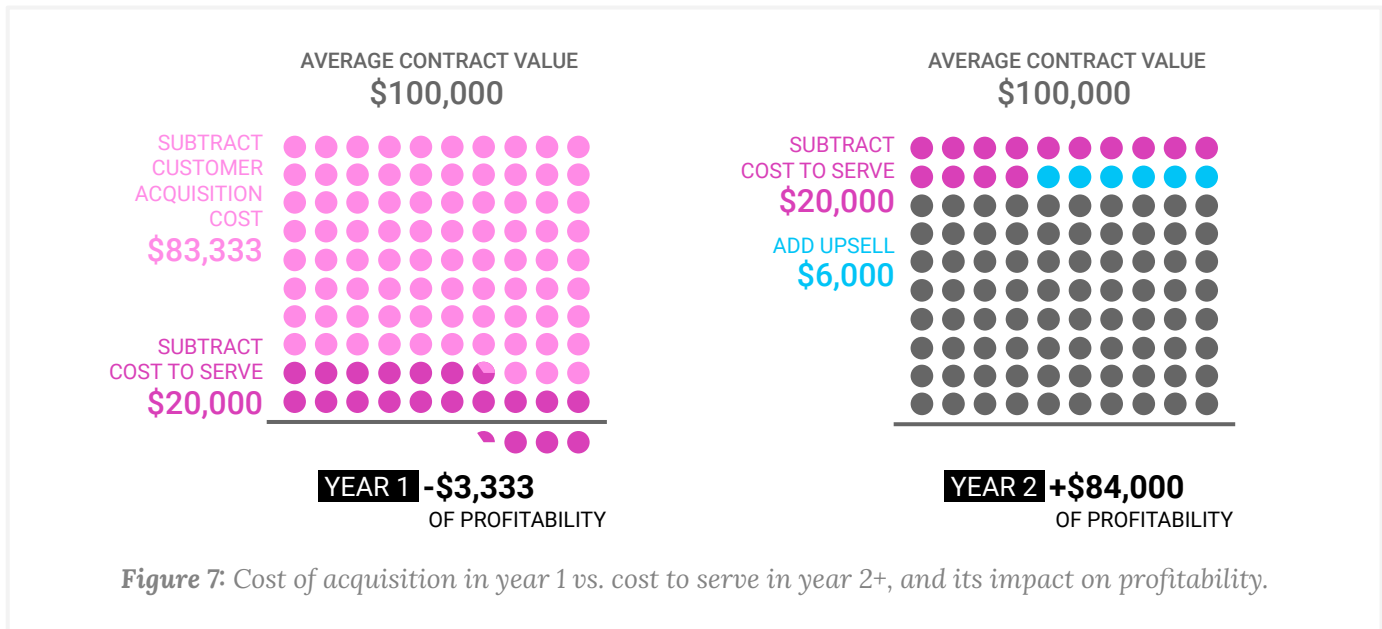 AVERAGE CONTRACT VALUE
$100,000
SUBTRACT
CUSTOMER
ACQUISITION
COST
$83,333
SUBTRACT
COST TO SERVE
$20,000
YEAR 1 -$3,333
OF PROFITABILITY
AVERAGE CONTRACT VALUE
$100,000
SUBTRACT
COST TO SERVE
$20,000
ADD UPSELL
$6,000
YEAR 2 +$84,000
OF PROFITABILITY
Figure 7: Cost of acquisition in year 1 vs. cost to serve in year 2+, and its impact on profitability.